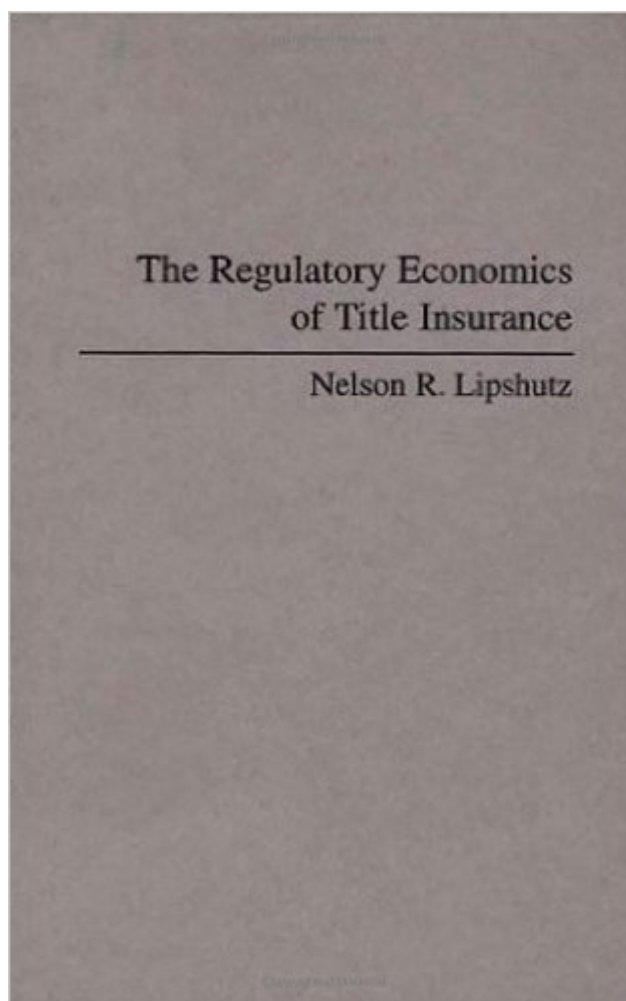 The Regulatory Economics
of Title Insurance
Nelson R. Lipshutz